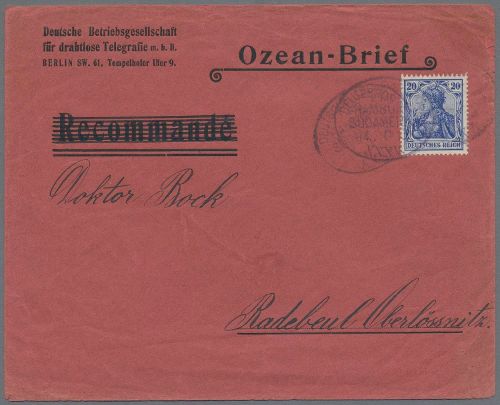 Deutsche Betriebsgesellschaft
für drahtlose Telegrafie m. b. H.
BERLIN SW. 61, Tempelhofer Ufer 9.
Ozean-Brief
20 20
DEUTSCHES REICH
Recommandé
Doktor Bock
Radebeul Oberlössnitz.